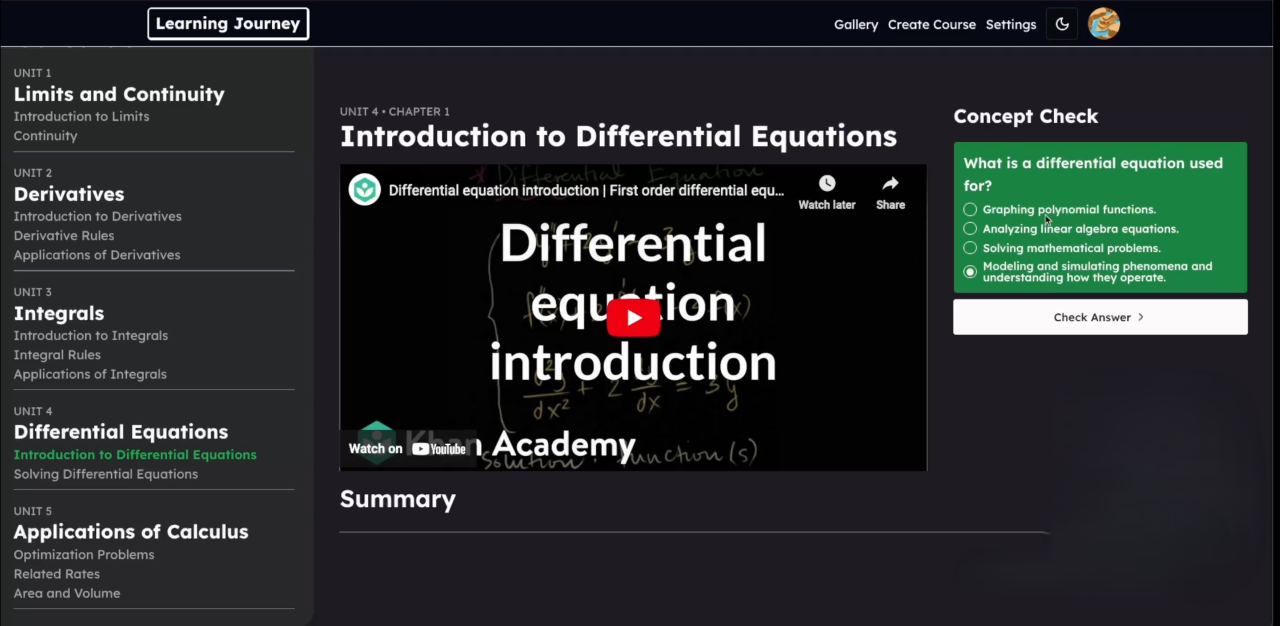 Learning Journey
Gallery Create Course Settings
UNIT 1
Limits and Continuity
Introduction to Limits
Continuity
UNIT 2
Derivatives
Introduction to Derivatives
Derivative Rules
Applications of Derivatives
UNIT 3
Integrals
Introduction to Integrals
Integral Rules
Applications of Integrals
UNIT 4
Differential Equations
Introduction to Differential Equations
Solving Differential Equations
UNIT 5
Applications of Calculus
Optimization Problems
Related Rates
Area and Volume
UNIT 4 • CHAPTER 1
Introduction to Differential Equations
Differential Equation
Differential equation introduction | First order differential equ...
Watch later
Share
Differential
equation
introduction
Academy
Watch on YouTube
Summary
Concept Check
What is a differential equation used
for?
Graphing polynomial functions.
Analyzing linear algebra equations.
Solving mathematical problems.
Modeling and simulating phenomena and
understanding how they operate.
Check Answer >